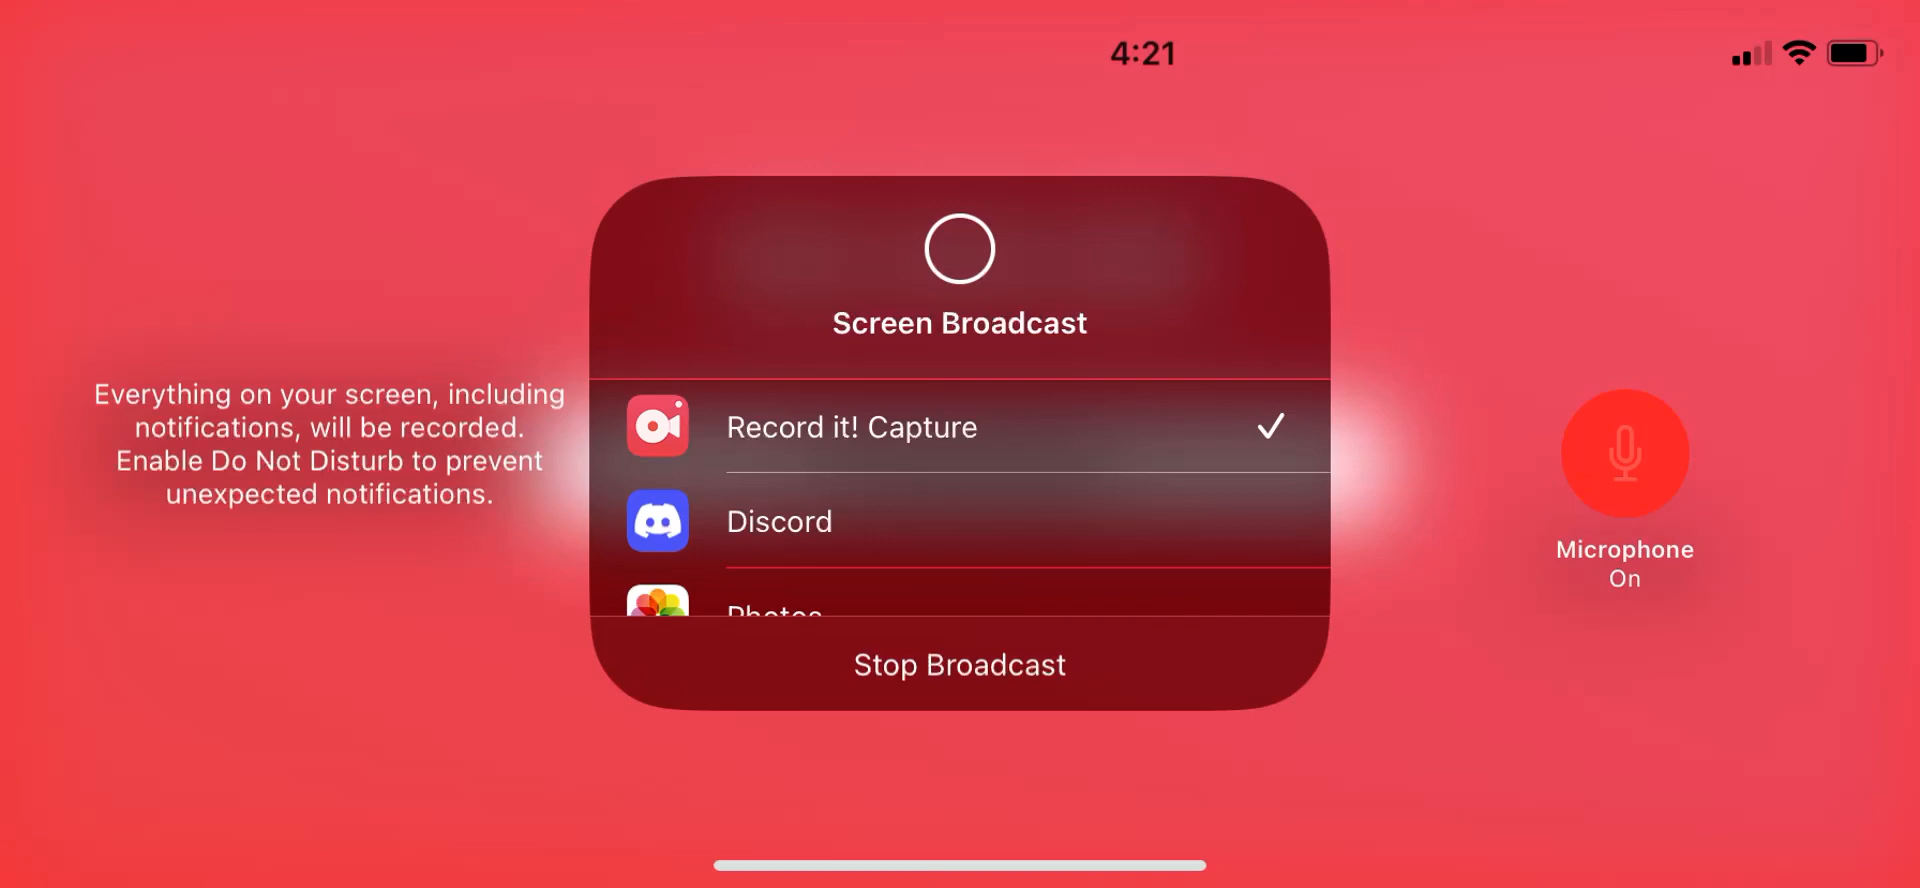 4:21
Screen Broadcast
Everything on your screen, including
notifications, will be recorded.
Enable Do Not Disturb to prevent
unexpected notifications.
Record it! Capture
Discord
Photos
Stop Broadcast
Microphone
On